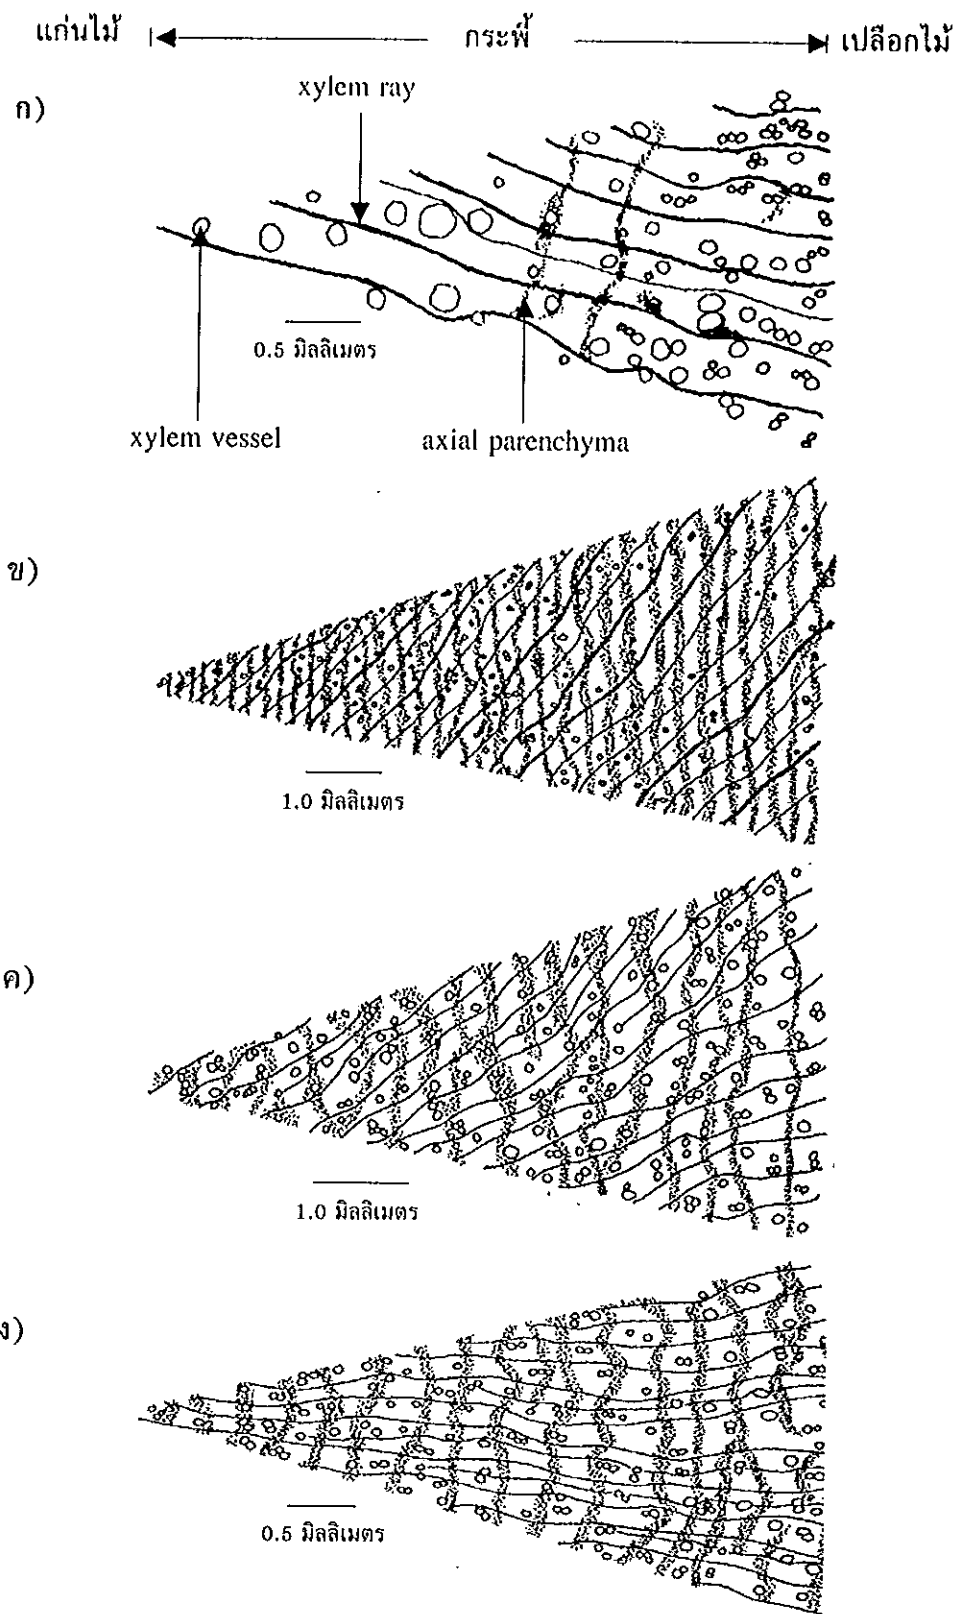 แก่นไม้ กระพี้ เปลือกไม้
ก)
xylem ray
0.5 มิลลิเมตร
xylem vessel axial parenchyma
ข)
1.0 มิลลิเมตร
ค)
1.0 มิลลิเมตร
ง)
0.5 มิลลิเมตร